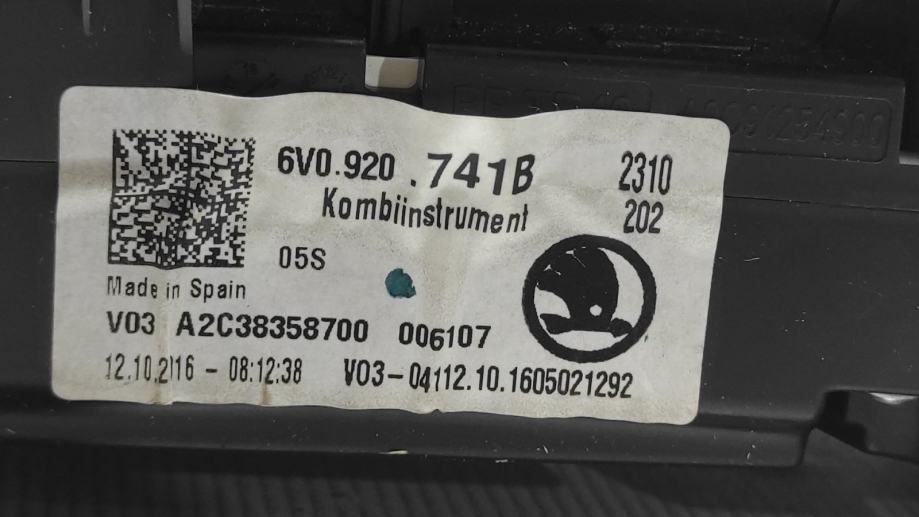 6V0.920 .741B 2310
Kombiinstrument 202
05S
Made in Spain
V03 A2C38358700 006107
12.10.2016 - 08:12:38 V03-04112.10.1605021292